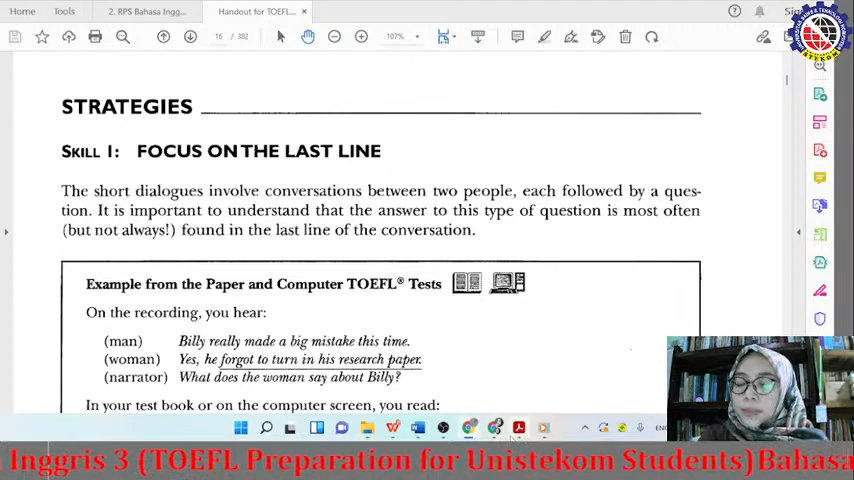 Home Tools 2. RPS Bahasa Ingg... Handout for TOEFL... ×
16 / 382 107%
STEKOM
STRATEGIES
SKILL 1: FOCUS ON THE LAST LINE
The short dialogues involve conversations between two people, each followed by a ques-
tion. It is important to understand that the answer to this type of question is most often
(but not always!) found in the last line of the conversation.
Example from the Paper and Computer TOEFL® Tests
On the recording, you hear:
(man) Billy really made a big mistake this time.
(woman) Yes, he forgot to turn in his research paper.
(narrator) What does the woman say about Billy?
In your test book or on the computer screen, you read:
Inggris 3 (TOEFL Preparation for Unistekom Students)Bahasa